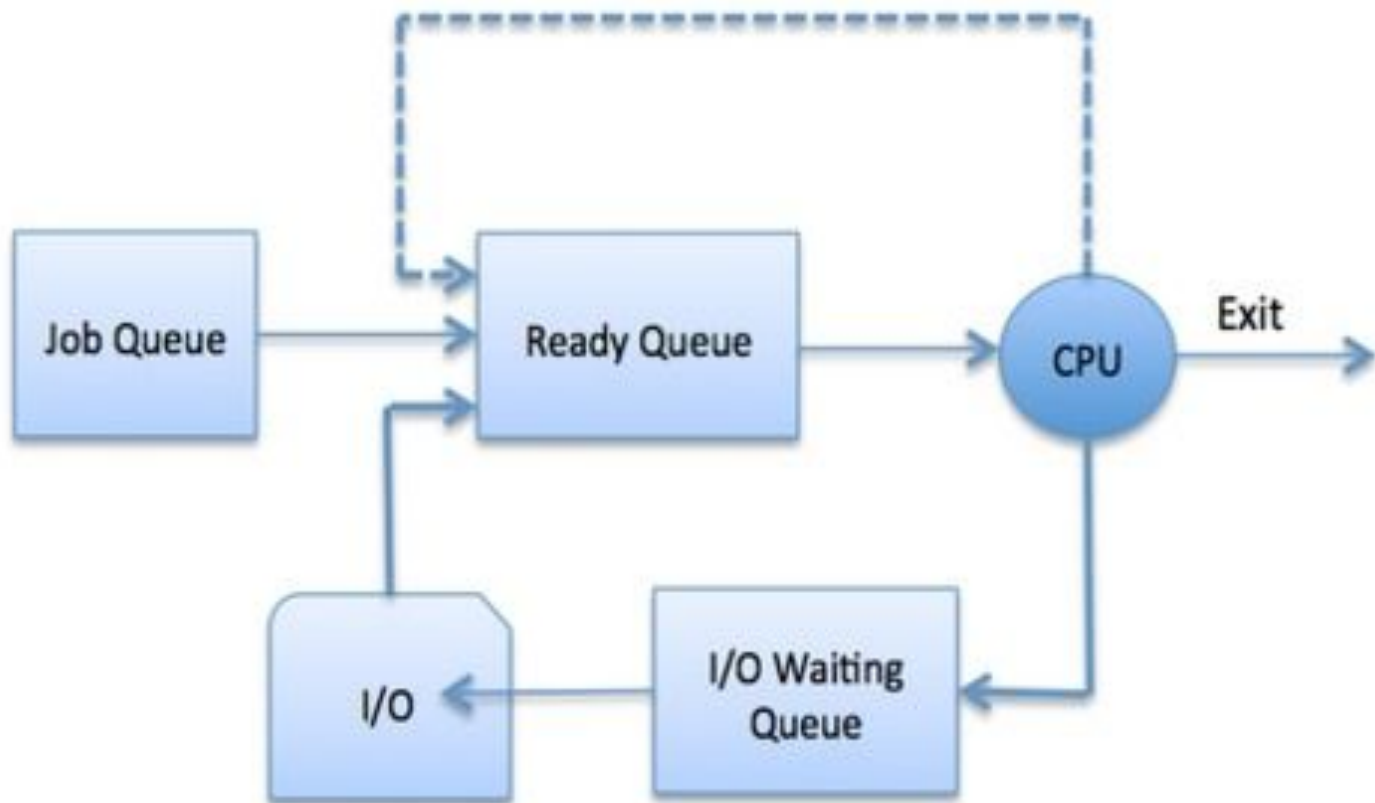 Job Queue
Ready Queue
CPU
Exit
I/O
I/O Waiting
Queue